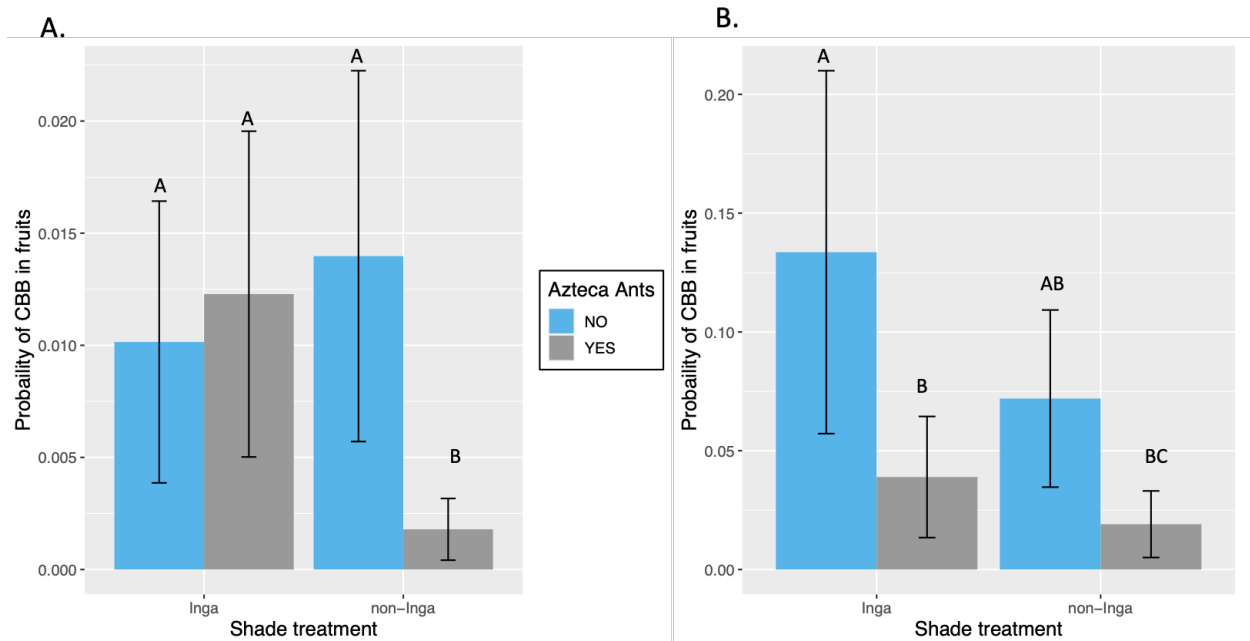 A.
A
A
A
B
0.020
0.015
0.010
0.005
0.000
Probaility of CBB in fruits
Inga
non-Inga
Shade treatment
Azteca Ants
NO
YES
B.
A
B
AB
BC
0.20
0.15
0.10
0.05
0.00
Probaility of CBB in fruits
Inga
non-Inga
Shade treatment